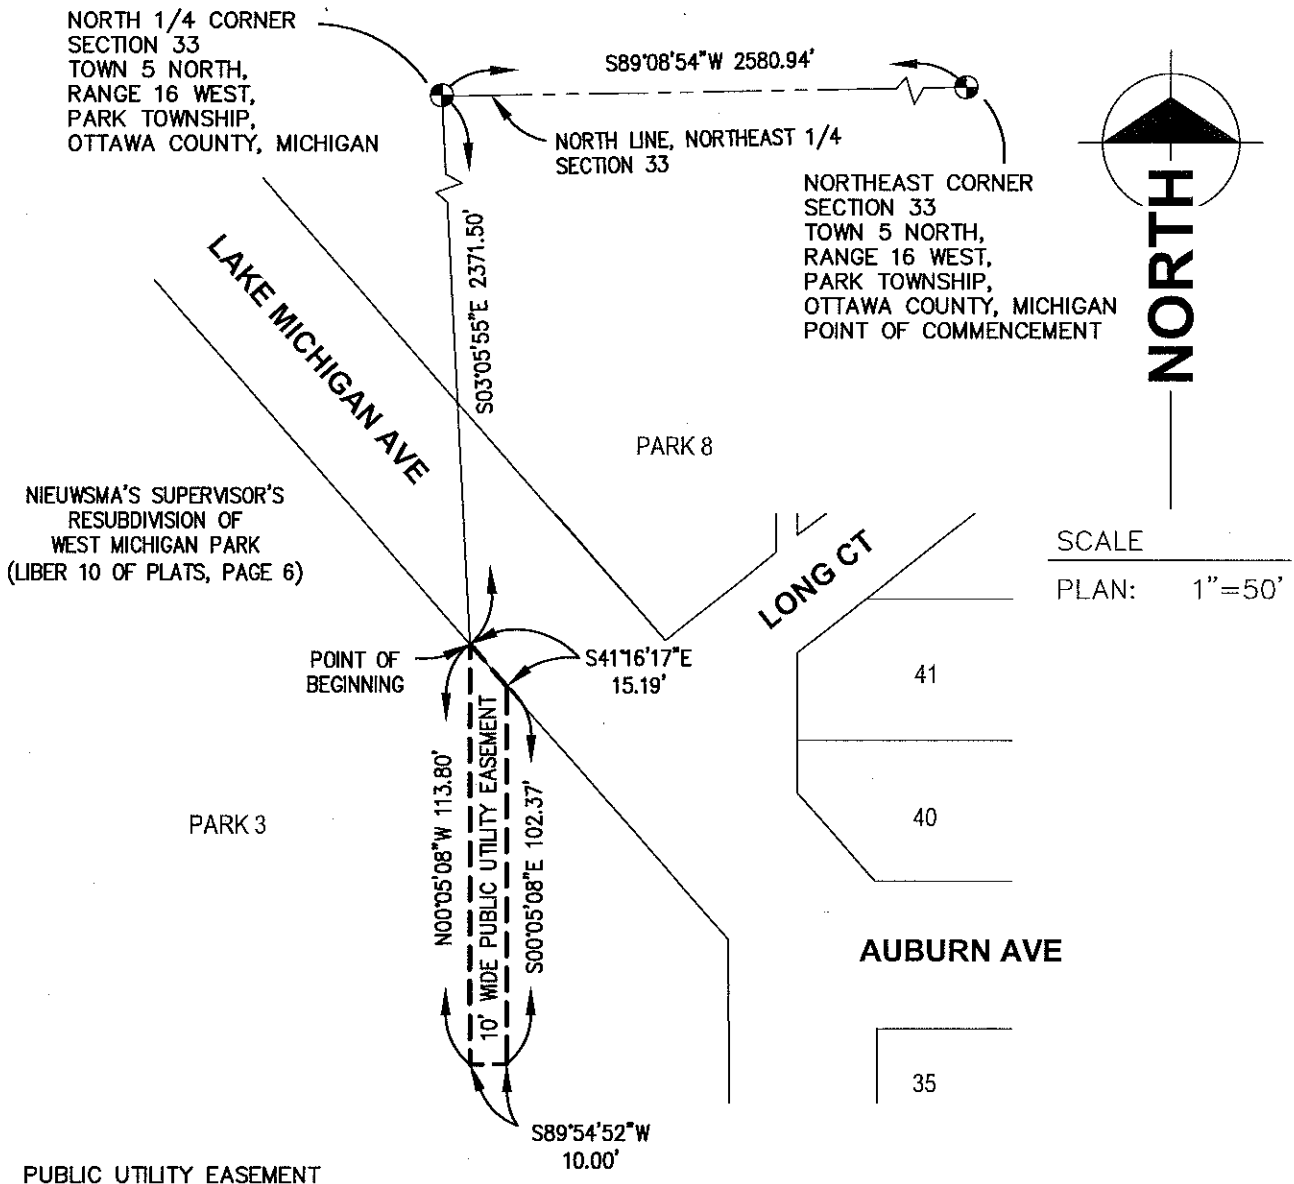 NORTH 1/4 CORNER
SECTION 33
TOWN 5 NORTH,
RANGE 16 WEST,
PARK TOWNSHIP,
OTTAWA COUNTY, MICHIGAN
S89°08'54"W 2580.94'
NORTH LINE, NORTHEAST 1/4
SECTION 33
NORTHEAST CORNER
SECTION 33
TOWN 5 NORTH,
RANGE 16 WEST,
PARK TOWNSHIP,
OTTAWA COUNTY, MICHIGAN
POINT OF COMMENCEMENT
NORTH
LAKE MICHIGAN AVE
S03°05'55"E 2371.50'
PARK 8
NIEUWSMA'S SUPERVISOR'S
RESUBDIVISION OF
WEST MICHIGAN PARK
(LIBER 10 OF PLATS, PAGE 6)
LONG CT
SCALE
PLAN: 1"=50'
POINT OF
BEGINNING
S41°16'17"E
15.19'
41
N00°05'08"W 113.80'
10' WIDE PUBLIC UTILITY EASEMENT
S00°05'08"E 102.37'
PARK 3
40
AUBURN AVE
35
S89°54'52"W
10.00'
PUBLIC UTILITY EASEMENT